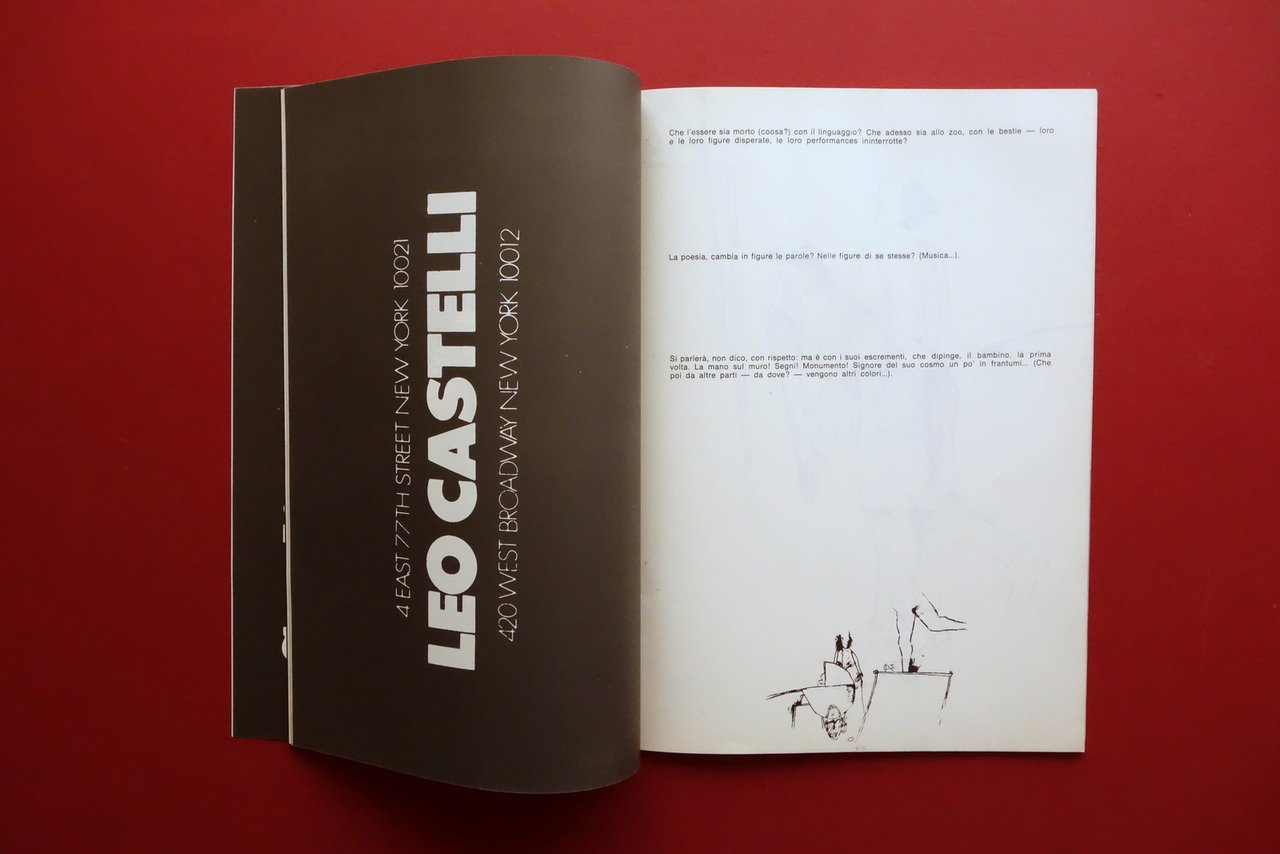 4 EAST 77TH STREET NEW YORK 10021
LEO CASTELLI
420 WEST BROADWAY NEW YORK 10012
Che l'essere sia morto (coosa?) con il linguaggio? Che adesso sia allo zoo, con le bestie — loro
e le loro figure disperate, le loro performances ininterrotte?
La poesia, cambia in figure le parole? Nelle figure di se stesse? (Musica...).
Si parlerà, non dico, con rispetto: ma é con i suoi escrementi, che dipinge, il bambino, la prima
volta. La mano sul muro! Segni! Monumento! Signore del suo cosmo un po' in frantumi... (Che
poi da altre parti — da dove? — vengono altri colori...).